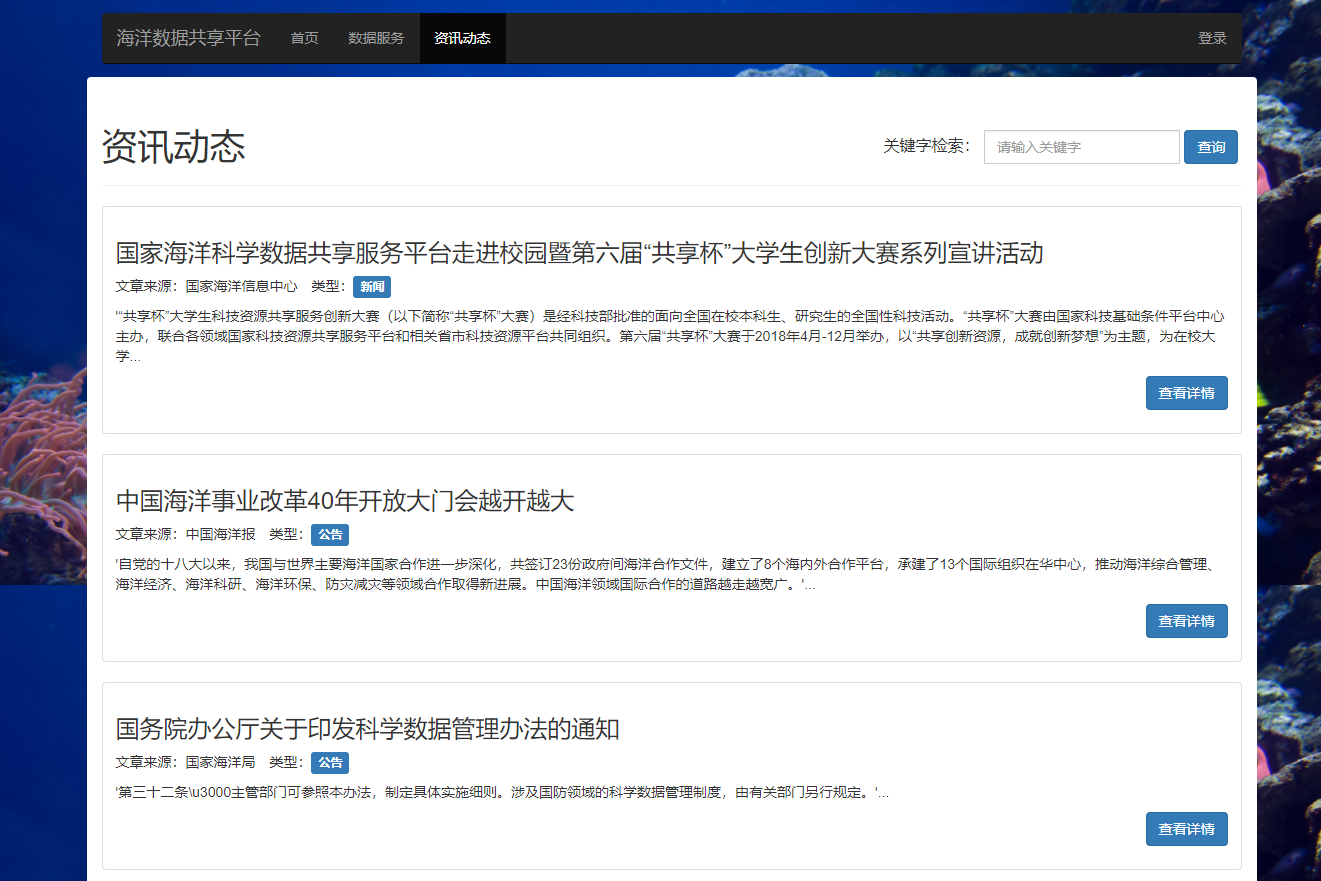 海洋数据共享平台 首页 数据服务 资讯动态 登录
资讯动态 关键字检索： 请输入关键字 查询
国家海洋科学数据共享服务平台走进校园暨第六届“共享杯”大学生创新大赛系列宣讲活动
文章来源：国家海洋信息中心 类型：新闻
'“共享杯”大学生科技资源共享服务创新大赛（以下简称“共享杯”大赛）是经科技部批准的面向全国在校本科生、研究生的全国性科技活动。“共享杯”大赛由国家科技基础条件平台中心
主办，联合各领域国家科技资源共享服务平台和相关省市科技资源平台共同组织。第六届“共享杯”大赛于2018年4月-12月举办，以“共享创新资源，成就创新梦想”为主题，为在校大
学...
查看详情
中国海洋事业改革40年开放大门会越开越大
文章来源：中国海洋报 类型：公告
'自党的十八大以来，我国与世界主要海洋国家合作进一步深化，共签订23份政府间海洋合作文件，建立了8个海内外合作平台，承建了13个国际组织在华中心，推动海洋综合管理、
海洋经济、海洋科研、海洋环保、防灾减灾等领域合作取得新进展。中国海洋领域国际合作的道路越走越宽广。'...
查看详情
国务院办公厅关于印发科学数据管理办法的通知
文章来源：国家海洋局 类型：公告
'第三十二条\u3000主管部门可参照本办法，制定具体实施细则。涉及国防领域的科学数据管理制度，由有关部门另行规定。'...
查看详情